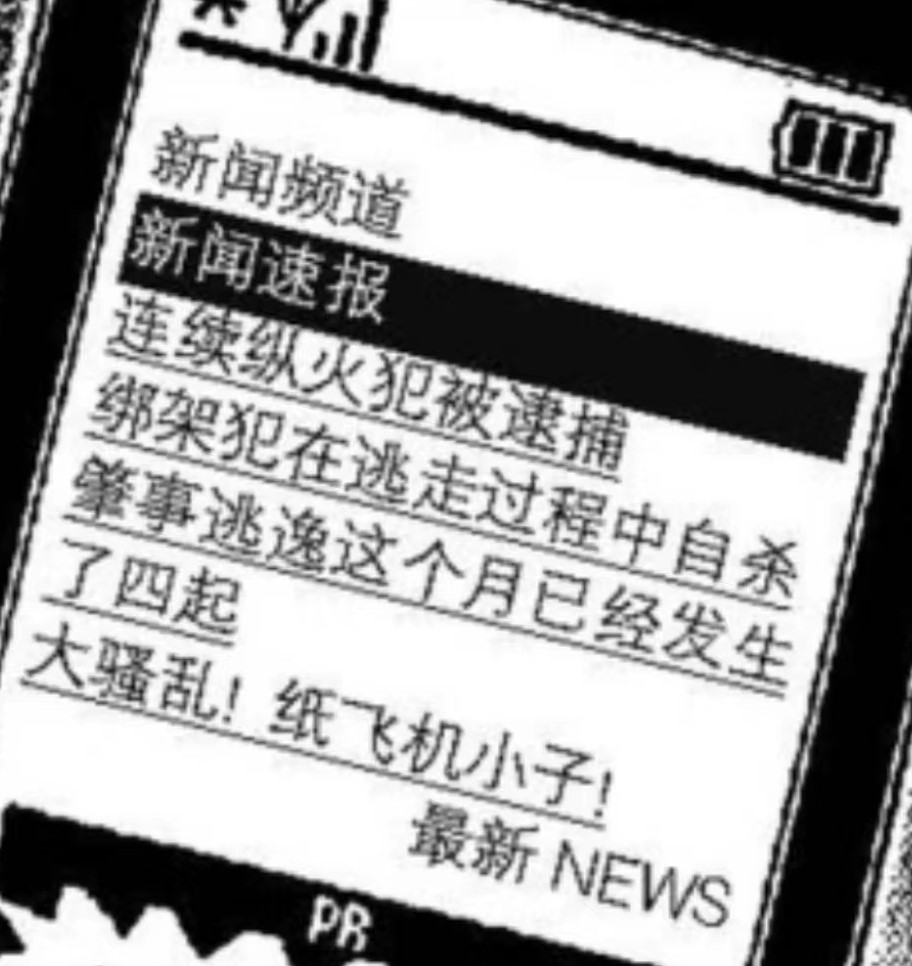 新闻频道
新闻速报
连续纵火犯被逮捕
绑架犯在逃走过程中自杀
肇事逃逸这个月已经发生
了四起
大骚乱！纸飞机小子！
最新 NEWS
PR